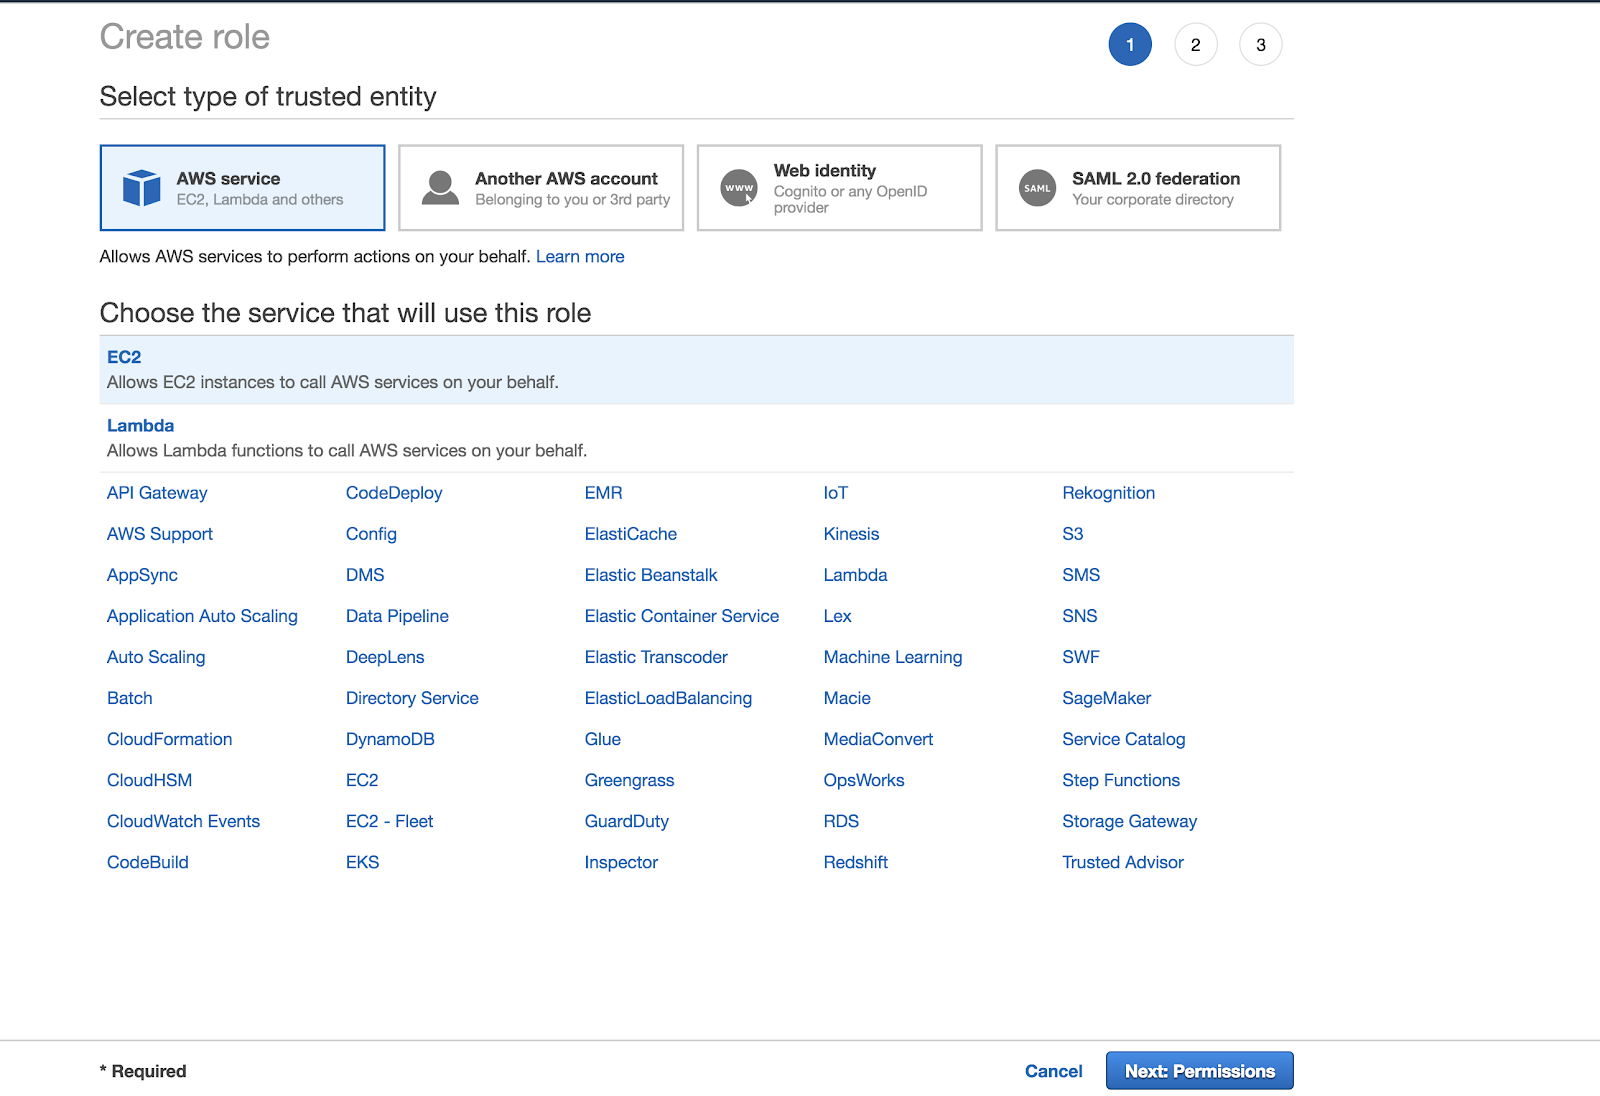 Create role
1 2 3
Select type of trusted entity
AWS service
EC2, Lambda and others
Another AWS account
Belonging to you or 3rd party
www
Web identity
Cognito or any OpenID
provider
SAML
SAML 2.0 federation
Your corporate directory
Allows AWS services to perform actions on your behalf. Learn more
Choose the service that will use this role
EC2
Allows EC2 instances to call AWS services on your behalf.
Lambda
Allows Lambda functions to call AWS services on your behalf.
API Gateway CodeDeploy EMR IoT Rekognition
AWS Support Config ElastiCache Kinesis S3
AppSync DMS Elastic Beanstalk Lambda SMS
Application Auto Scaling Data Pipeline Elastic Container Service Lex SNS
Auto Scaling DeepLens Elastic Transcoder Machine Learning SWF
Batch Directory Service ElasticLoadBalancing Macie SageMaker
CloudFormation DynamoDB Glue MediaConvert Service Catalog
CloudHSM EC2 Greengrass OpsWorks Step Functions
CloudWatch Events EC2 - Fleet GuardDuty RDS Storage Gateway
CodeBuild EKS Inspector Redshift Trusted Advisor
* Required Cancel Next: Permissions